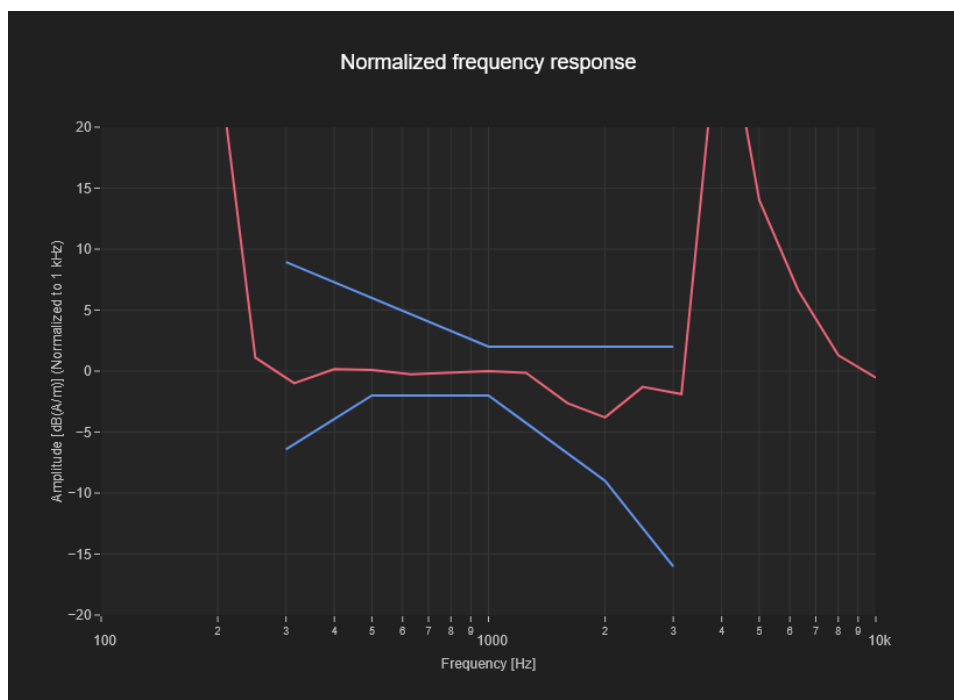 Normalized frequency response
Amplitude [dB(A/m)] (Normalized to 1 kHz)
20
15
10
5
0
−5
−10
−15
−20
100 2 3 4 5 6 7 8 9 1000 2 3 4 5 6 7 8 9 10k
Frequency [Hz]